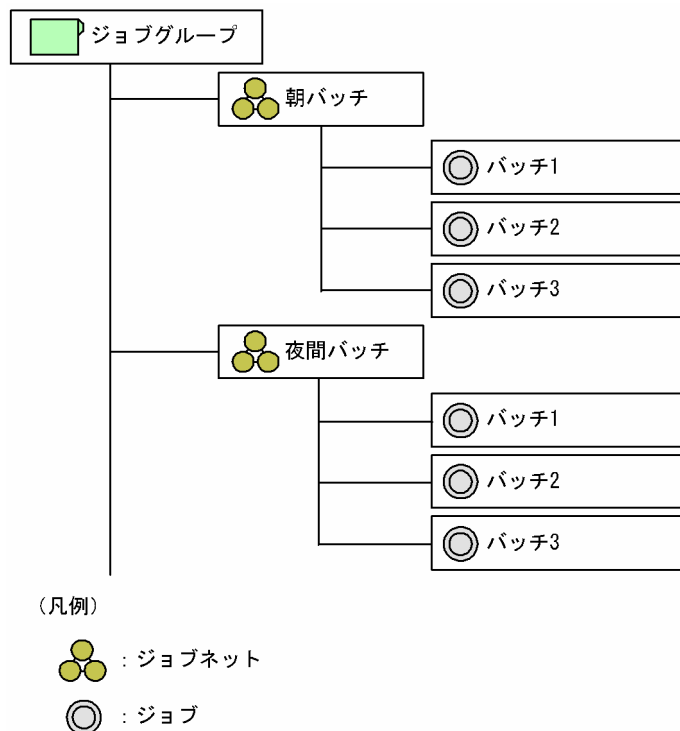 ジョブグループ
朝バッチ
バッチ1
バッチ2
バッチ3
夜間バッチ
バッチ1
バッチ2
バッチ3
(凡例)
：ジョブネット
：ジョブ